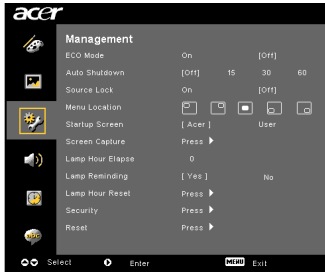 acer
Management
ECO Mode On [Off]
Auto Shutdown [Off] 15 30 60
Source Lock On [Off]
Menu Location
Startup Screen [ Acer ] User
Screen Capture Press
Lamp Hour Elapse 0
Lamp Reminding [ Yes ] No
Lamp Hour Reset Press
Security Press
Reset Press
abc
Select Enter MENU Exit